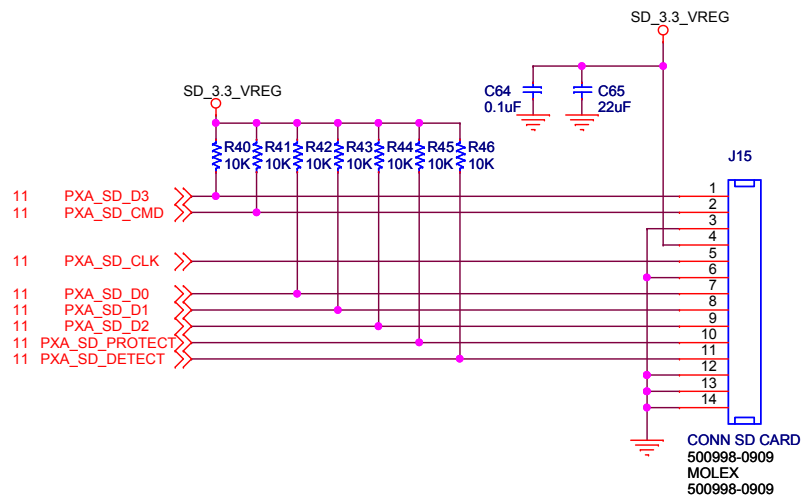 SD_3.3_VREG
C64
0.1uF
C65
22uF
SD_3.3_VREG
R40
10K
R41
10K
R42
10K
R43
10K
R44
10K
R45
10K
R46
10K
J15
11 PXA_SD_D3
11 PXA_SD_CMD
11 PXA_SD_CLK
11 PXA_SD_D0
11 PXA_SD_D1
11 PXA_SD_D2
11 PXA_SD_PROTECT
11 PXA_SD_DETECT
1
2
3
4
5
6
7
8
9
10
11
12
13
14
CONN SD CARD
500998-0909
MOLEX
500998-0909